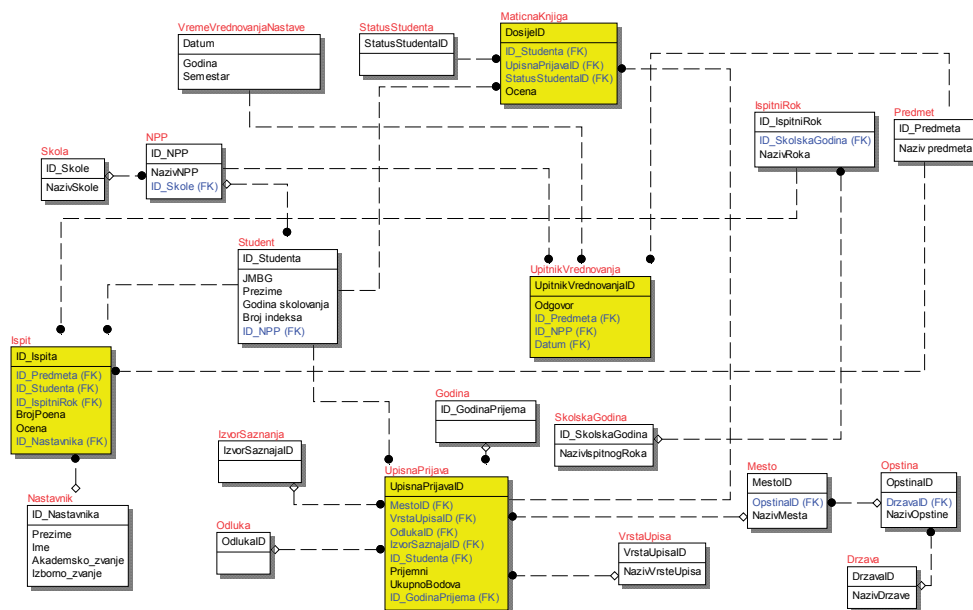 VremeVrednovanjaNastave
Datum
Godina
Semestar
StatusStudenta
StatusStudentaID
MaticnaKnjiga
DosijeID
ID_Studenta (FK)
UpisnaPrijavaID (FK)
StatusStudentaID (FK)
Ocena
IspitniRok
ID_IspitniRok
ID_SkolskaGodina (FK)
NazivRoka
Predmet
ID_Predmeta
Naziv predmeta
Skola
ID_Skole
NazivSkole
NPP
ID_NPP
NazivNPP
ID_Skole (FK)
Student
ID_Studenta
JMBG
Prezime
Godina skolovanja
Broj indeksa
ID_NPP (FK)
UpitnikVrednovanja
UpitnikVrednovanjaID
Odgovor
ID_Predmeta (FK)
ID_NPP (FK)
Datum (FK)
Ispit
ID_Ispita
ID_Predmeta (FK)
ID_Studenta (FK)
ID_IspitniRok (FK)
BrojPoena
Ocena
ID_Nastavnika (FK)
Godina
ID_GodinaPrijema
SkolskaGodina
ID_SkolskaGodina
NazivIspitnogRoka
IzvorSaznanja
IzvorSaznajaID
UpisnaPrijava
UpisnaPrijavaID
MestoID (FK)
VrstaUpisaID (FK)
OdlukaID (FK)
IzvorSaznajaID (FK)
ID_Studenta (FK)
Prijemni
UkupnoBodova
ID_GodinaPrijema (FK)
Mesto
MestoID
OpstinaID (FK)
NazivMesta
Opstina
OpstinaID
DrzavaID (FK)
NazivOpstine
Nastavnik
ID_Nastavnika
Prezime
Ime
Akademsko_zvanje
Izborno_zvanje
Odluka
OdlukaID
VrstaUpisa
VrstaUpisaID
NazivVrsteUpisa
Drzava
DrzavaID
NazivDrzave